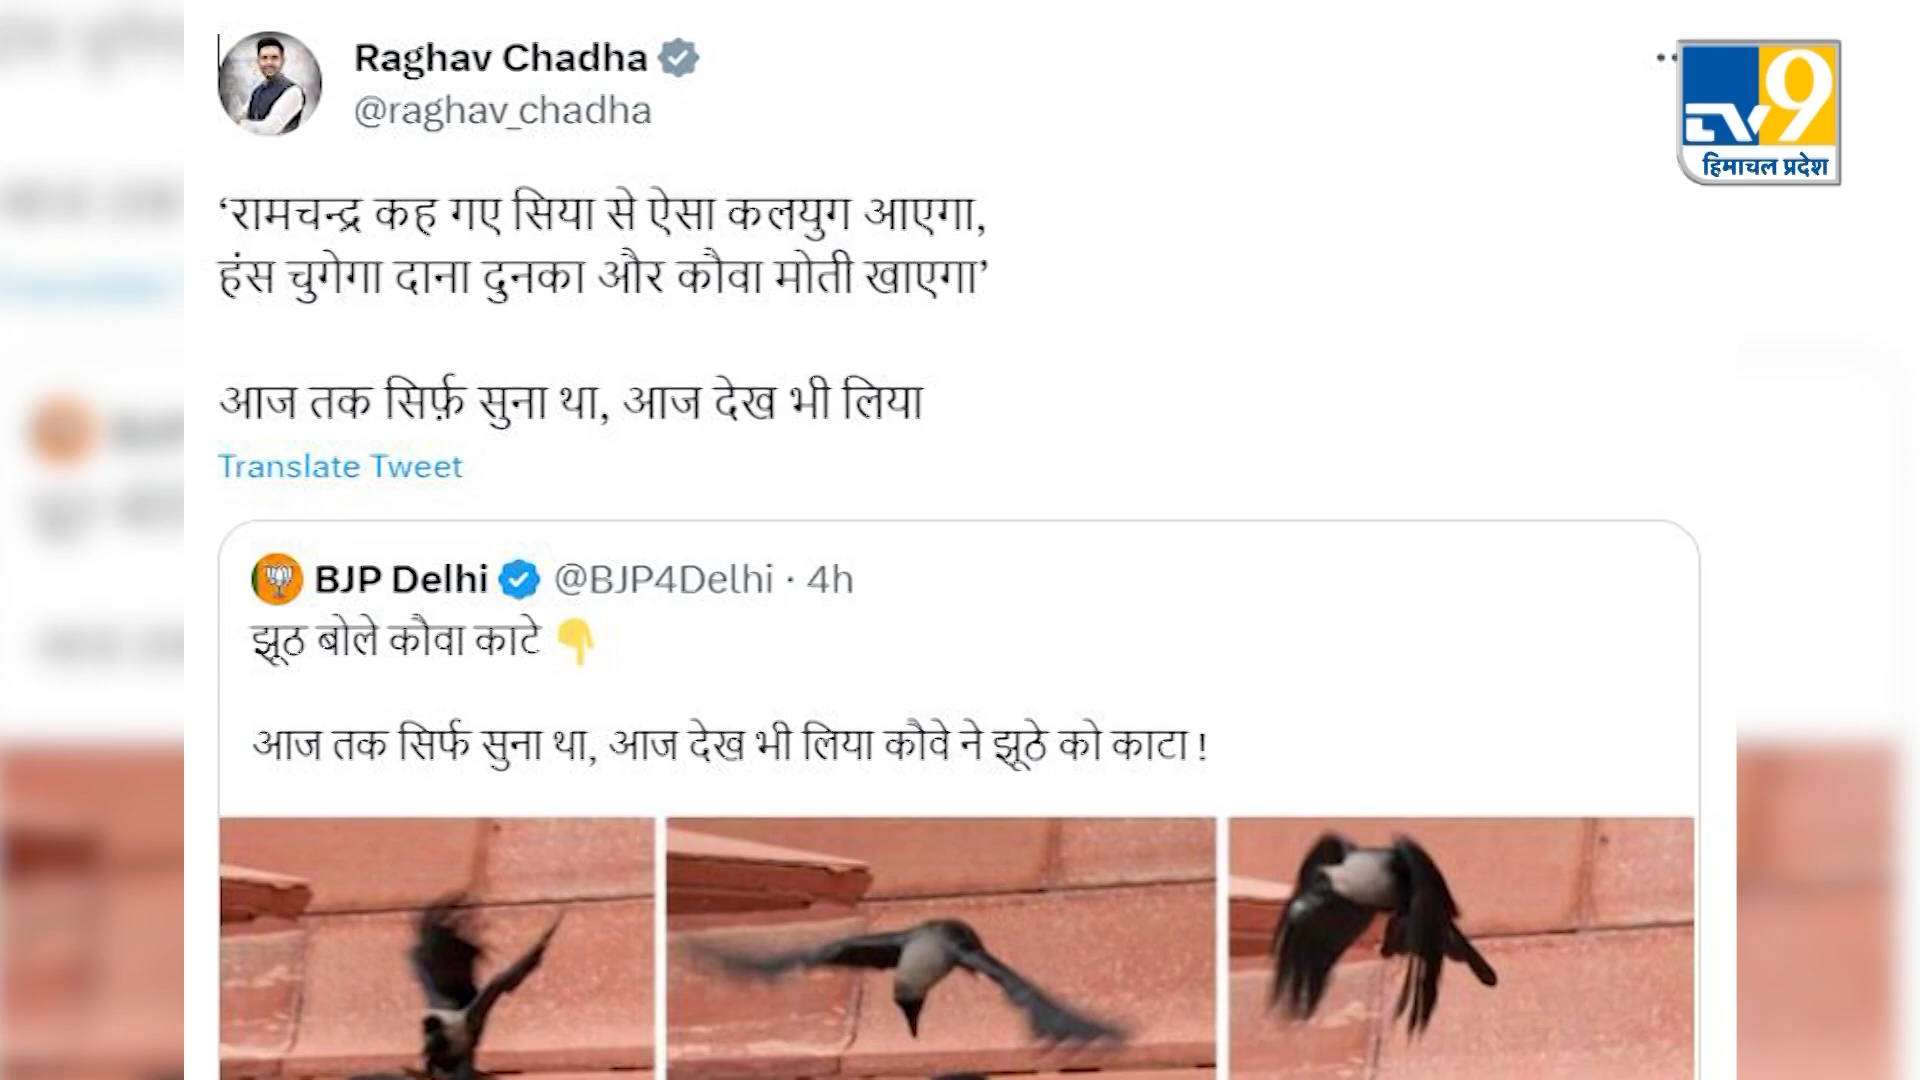 Raghav Chadha
@raghav_chadha
TV9
हिमाचल प्रदेश
‘रामचन्द्र कह गए सिया से ऐसा कलयुग आएगा,
हंस चुगेगा दाना दुनका और कौवा मोती खाएगा’
आज तक सिर्फ़ सुना था, आज देख भी लिया
Translate Tweet
BJP Delhi @BJP4Delhi · 4h
झूठ बोले कौवा काटे 👇
आज तक सिर्फ सुना था, आज देख भी लिया कौवे ने झूठे को काटा !